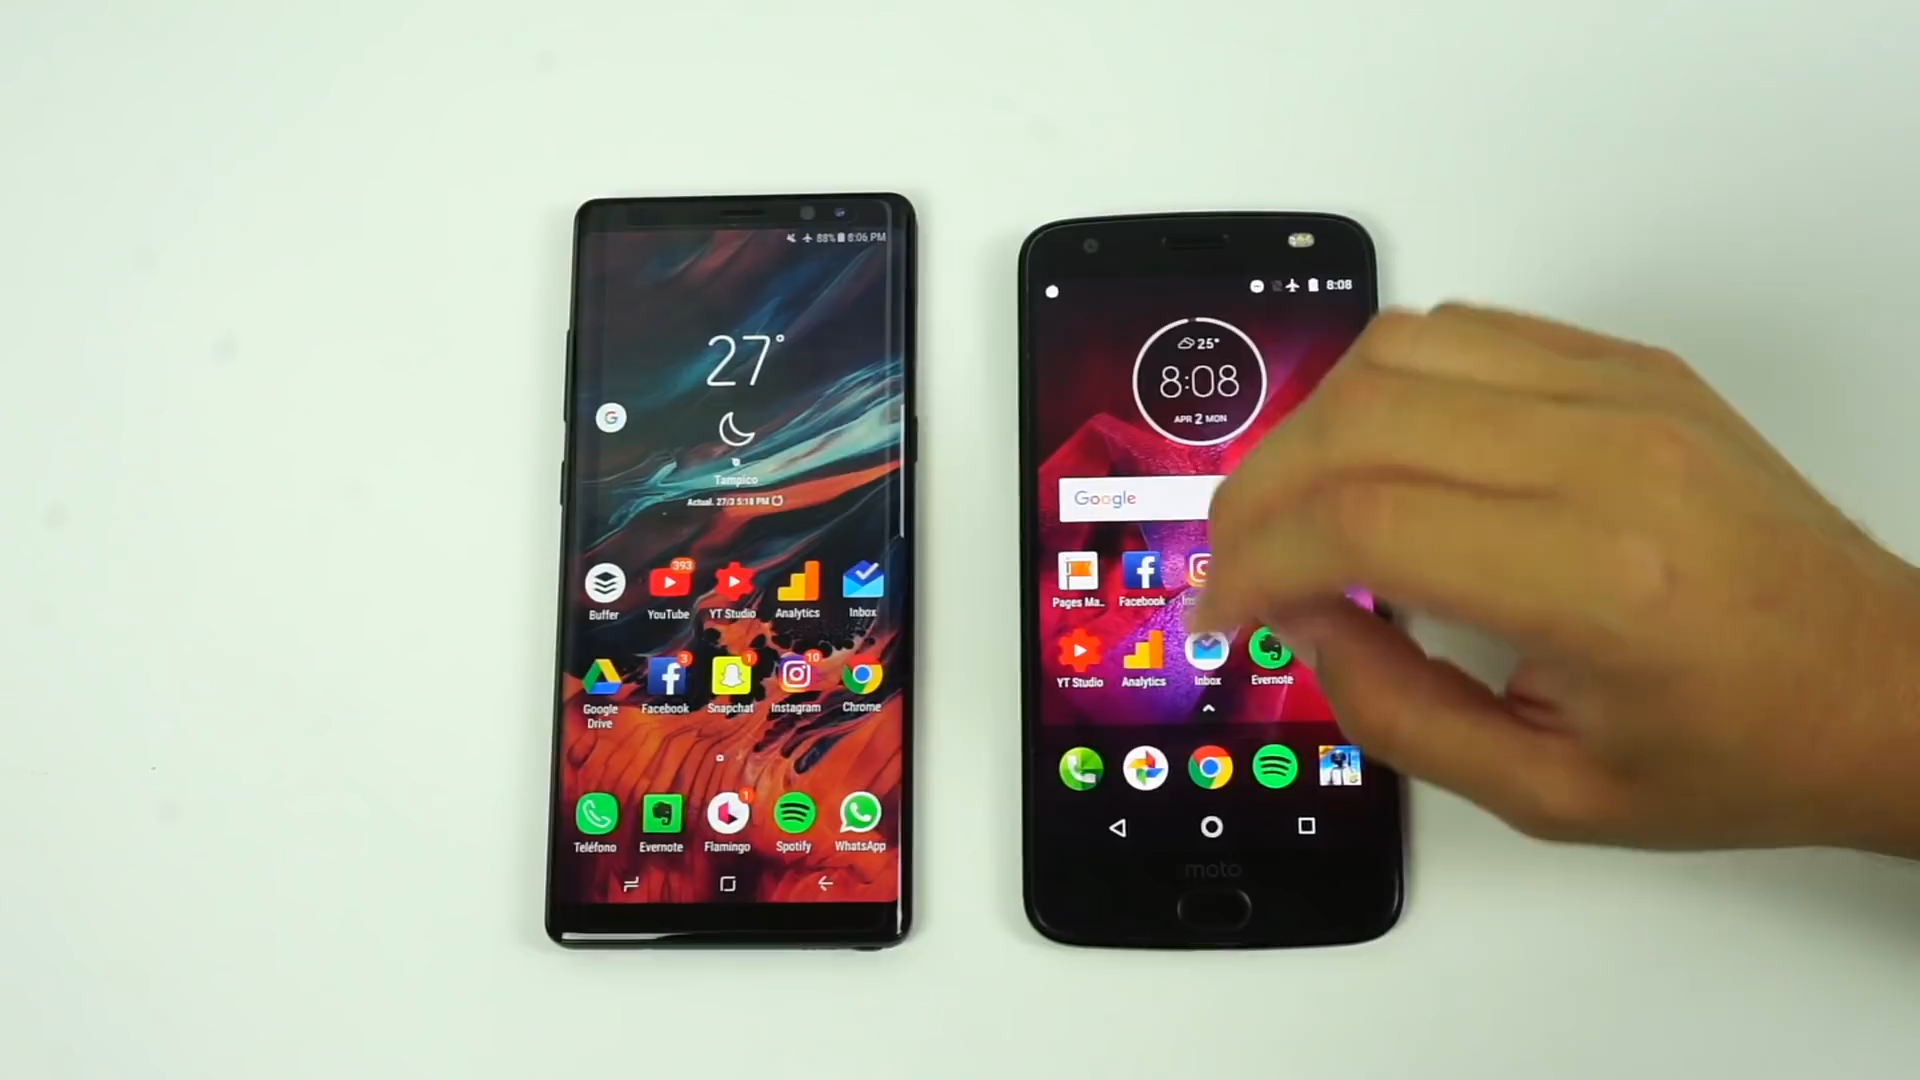 88% 8:06 PM
27°
G
Tampico
Actual. 27/3 5:18 PM
393
Buffer
YouTube
YT Studio
Analytics
Inbox
3
1
10
Google
Drive
Facebook
Snapchat
Instagram
Chrome
1
Teléfono
Evernote
Flamingo
Spotify
WhatsApp
8:08
25°
8:08
APR 2 MON
Google
Pages Ma..
Facebook
YT Studio
Analytics
Inbox
Evernote
moto